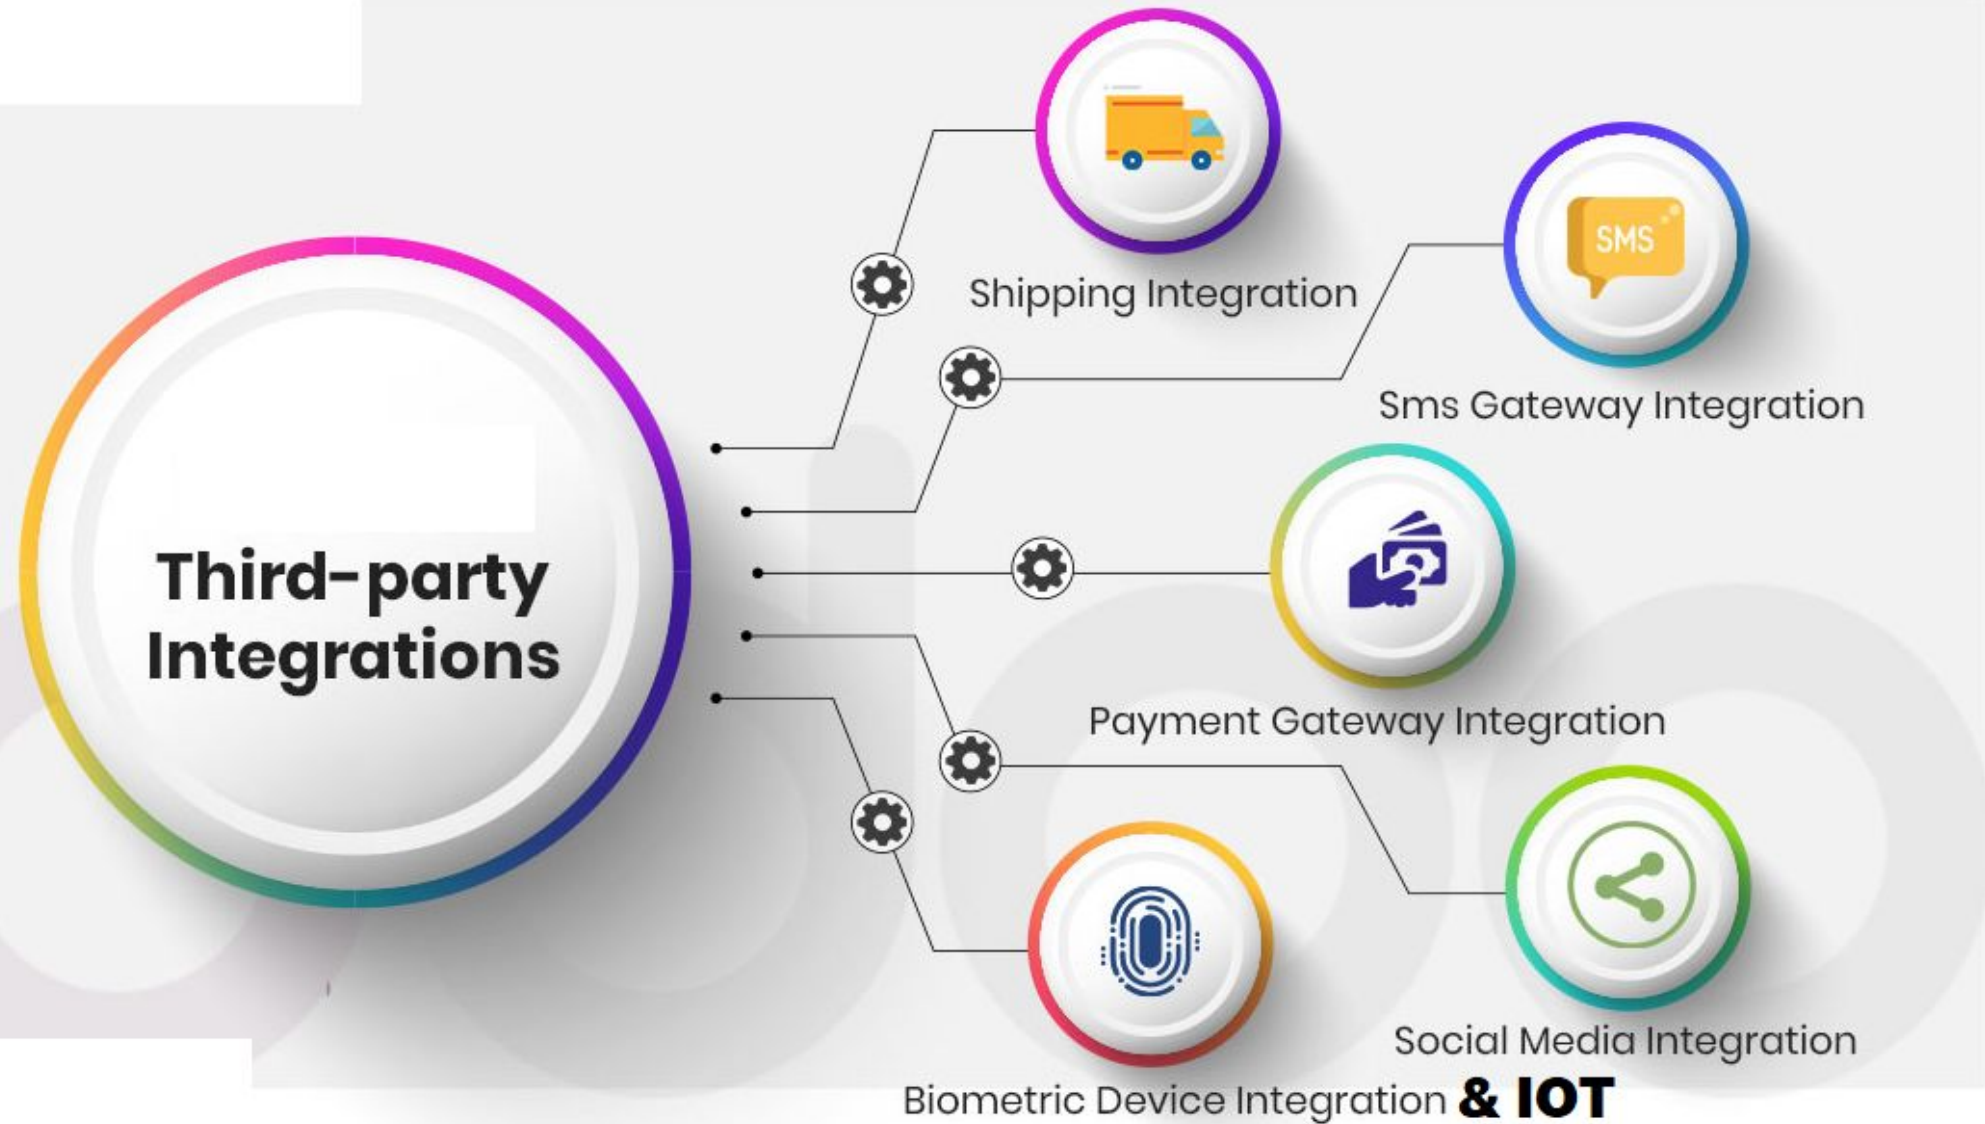 Third-party
Integrations
Shipping Integration
SMS
Sms Gateway Integration
Payment Gateway Integration
Social Media Integration
Biometric Device Integration & IOT